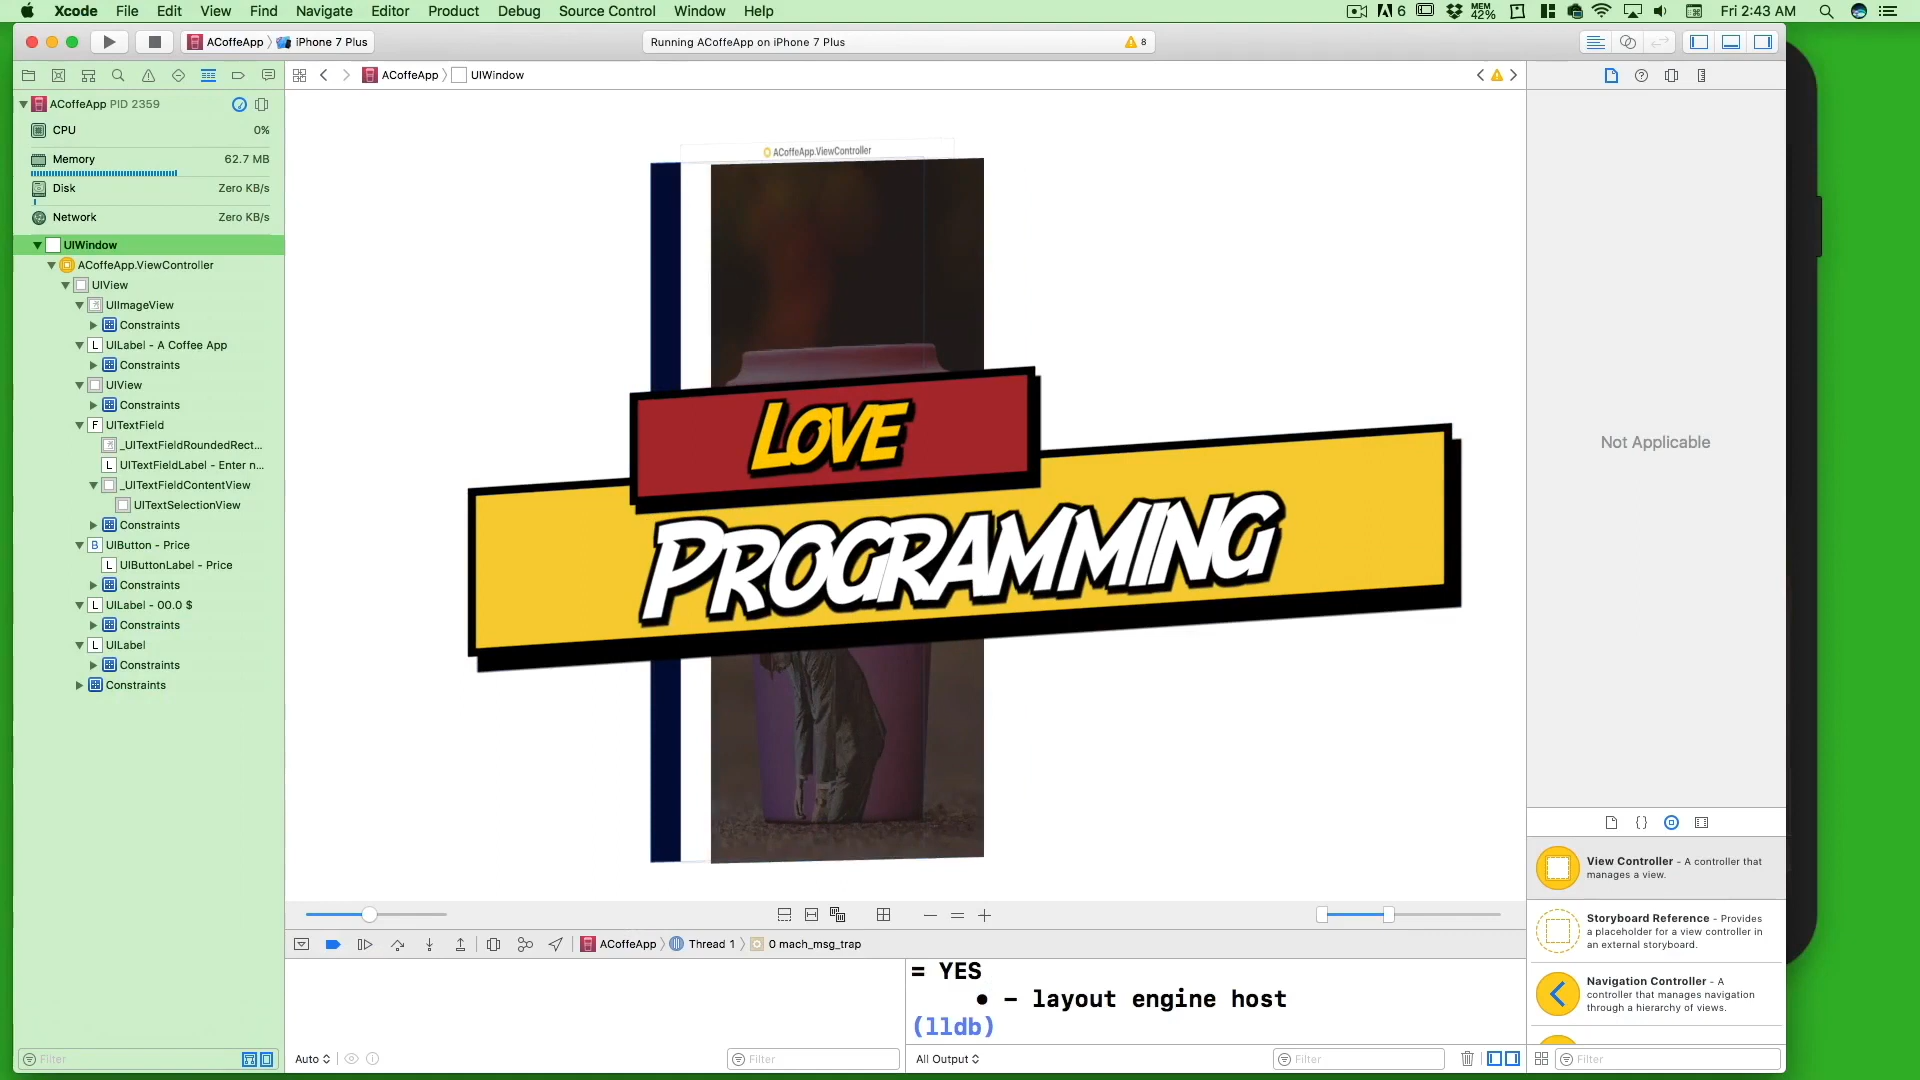 Xcode File Edit View Find Navigate Editor Product Debug Source Control Window Help
6 MEM 42% Fri 2:43 AM
ACoffeApp iPhone 7 Plus
Running ACoffeApp on iPhone 7 Plus
8
ACoffeApp UIWindow
ACoffeApp PID 2359
CPU 0%
Memory 62.7 MB
Disk Zero KB/s
Network Zero KB/s
UIWindow
ACoffeApp.ViewController
UIView
UIImageView
Constraints
L UILabel - A Coffee App
Constraints
UIView
Constraints
F UITextField
_UITextFieldRoundedRect...
L UITextFieldLabel - Enter n...
_UITextFieldContentView
UITextSelectionView
Constraints
B UIButton - Price
L UIButtonLabel - Price
Constraints
L UILabel - 00.0 $
Constraints
L UILabel
Constraints
Constraints
Filter
ACoffeApp.ViewController
LOVE
PROGRAMMING
ACoffeApp Thread 1 0 mach_msg_trap
= YES
• - layout engine host
(lldb)
Auto
Filter
All Output
Filter
Not Applicable
View Controller - A controller that
manages a view.
Storyboard Reference - Provides
a placeholder for a view controller in
an external storyboard.
Navigation Controller - A
controller that manages navigation
through a hierarchy of views.
Filter